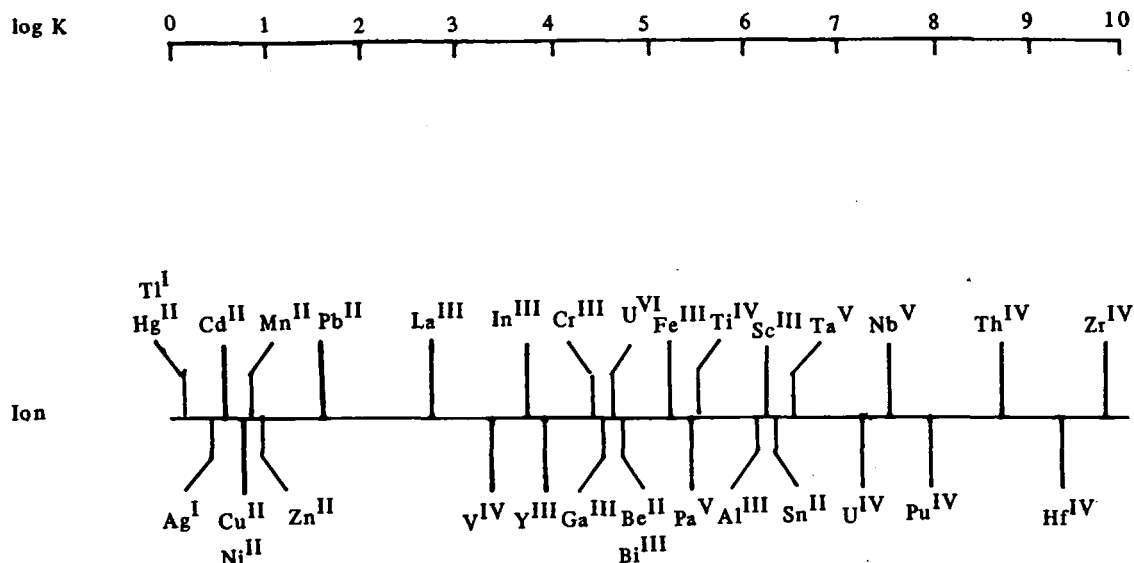 log K 0 1 2 3 4 5 6 7 8 9 10
Tl^I
Hg^II Cd^II Mn^II Pb^II La^III In^III Cr^III U^VI Fe^III Ti^IV Sc^III Ta^V Nb^V Th^IV Zr^IV
Ion
Ag^I Cu^II Zn^II V^IV Y^III Ga^III Be^II Pa^V Al^III Sn^II U^IV Pu^IV Hf^IV
Ni^II Bi^III